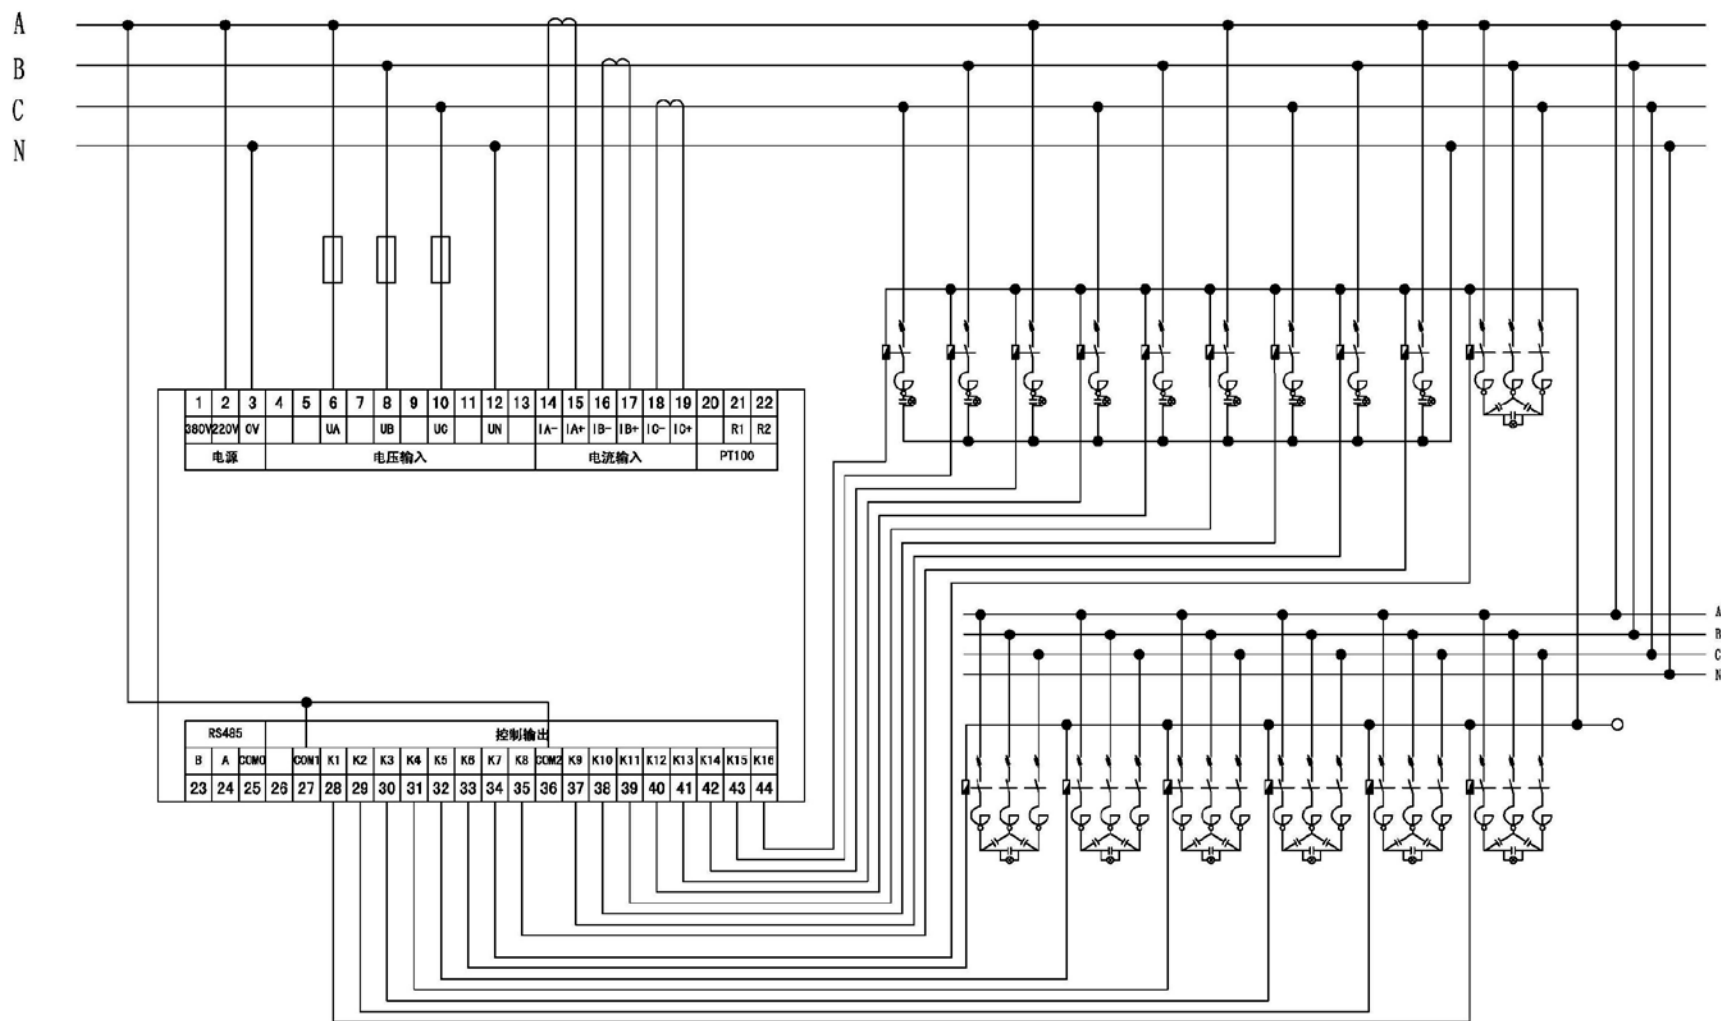 A
B
C
N
1 2 3 4 5 6 7 8 9 10 11 12 13 14 15 16 17 18 19 20 21 22
380V 220V 0V UA UB UC UN IA- IA+ IB- IB+ IC- IC+ R1 R2
电源 电压输入 电流输入 PT100
A
B
C
N
RS485 控制输出
B A COM0 COM1 K1 K2 K3 K4 K5 K6 K7 K8 COM2 K9 K10 K11 K12 K13 K14 K15 K16
23 24 25 26 27 28 29 30 31 32 33 34 35 36 37 38 39 40 41 42 43 44